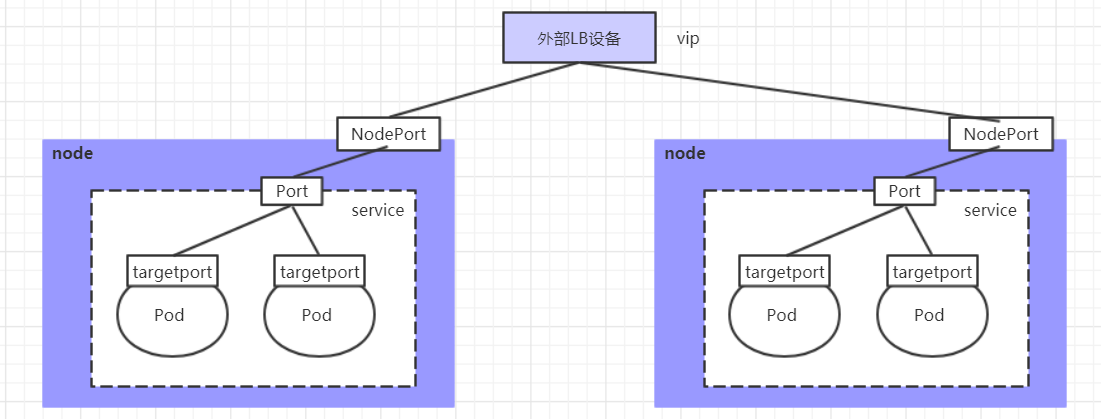 外部LB设备
vip
NodePort
NodePort
node
node
Port
Port
service
service
targetport
targetport
targetport
targetport
Pod
Pod
Pod
Pod